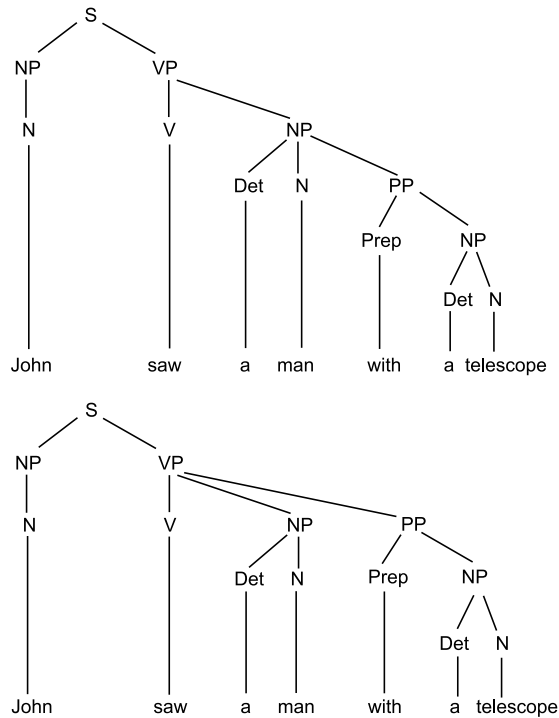 S
NP VP
N V NP
Det N PP
Prep NP
Det N
John saw a man with a telescope
S
NP VP
N V NP PP
Det N Prep NP
Det N
John saw a man with a telescope